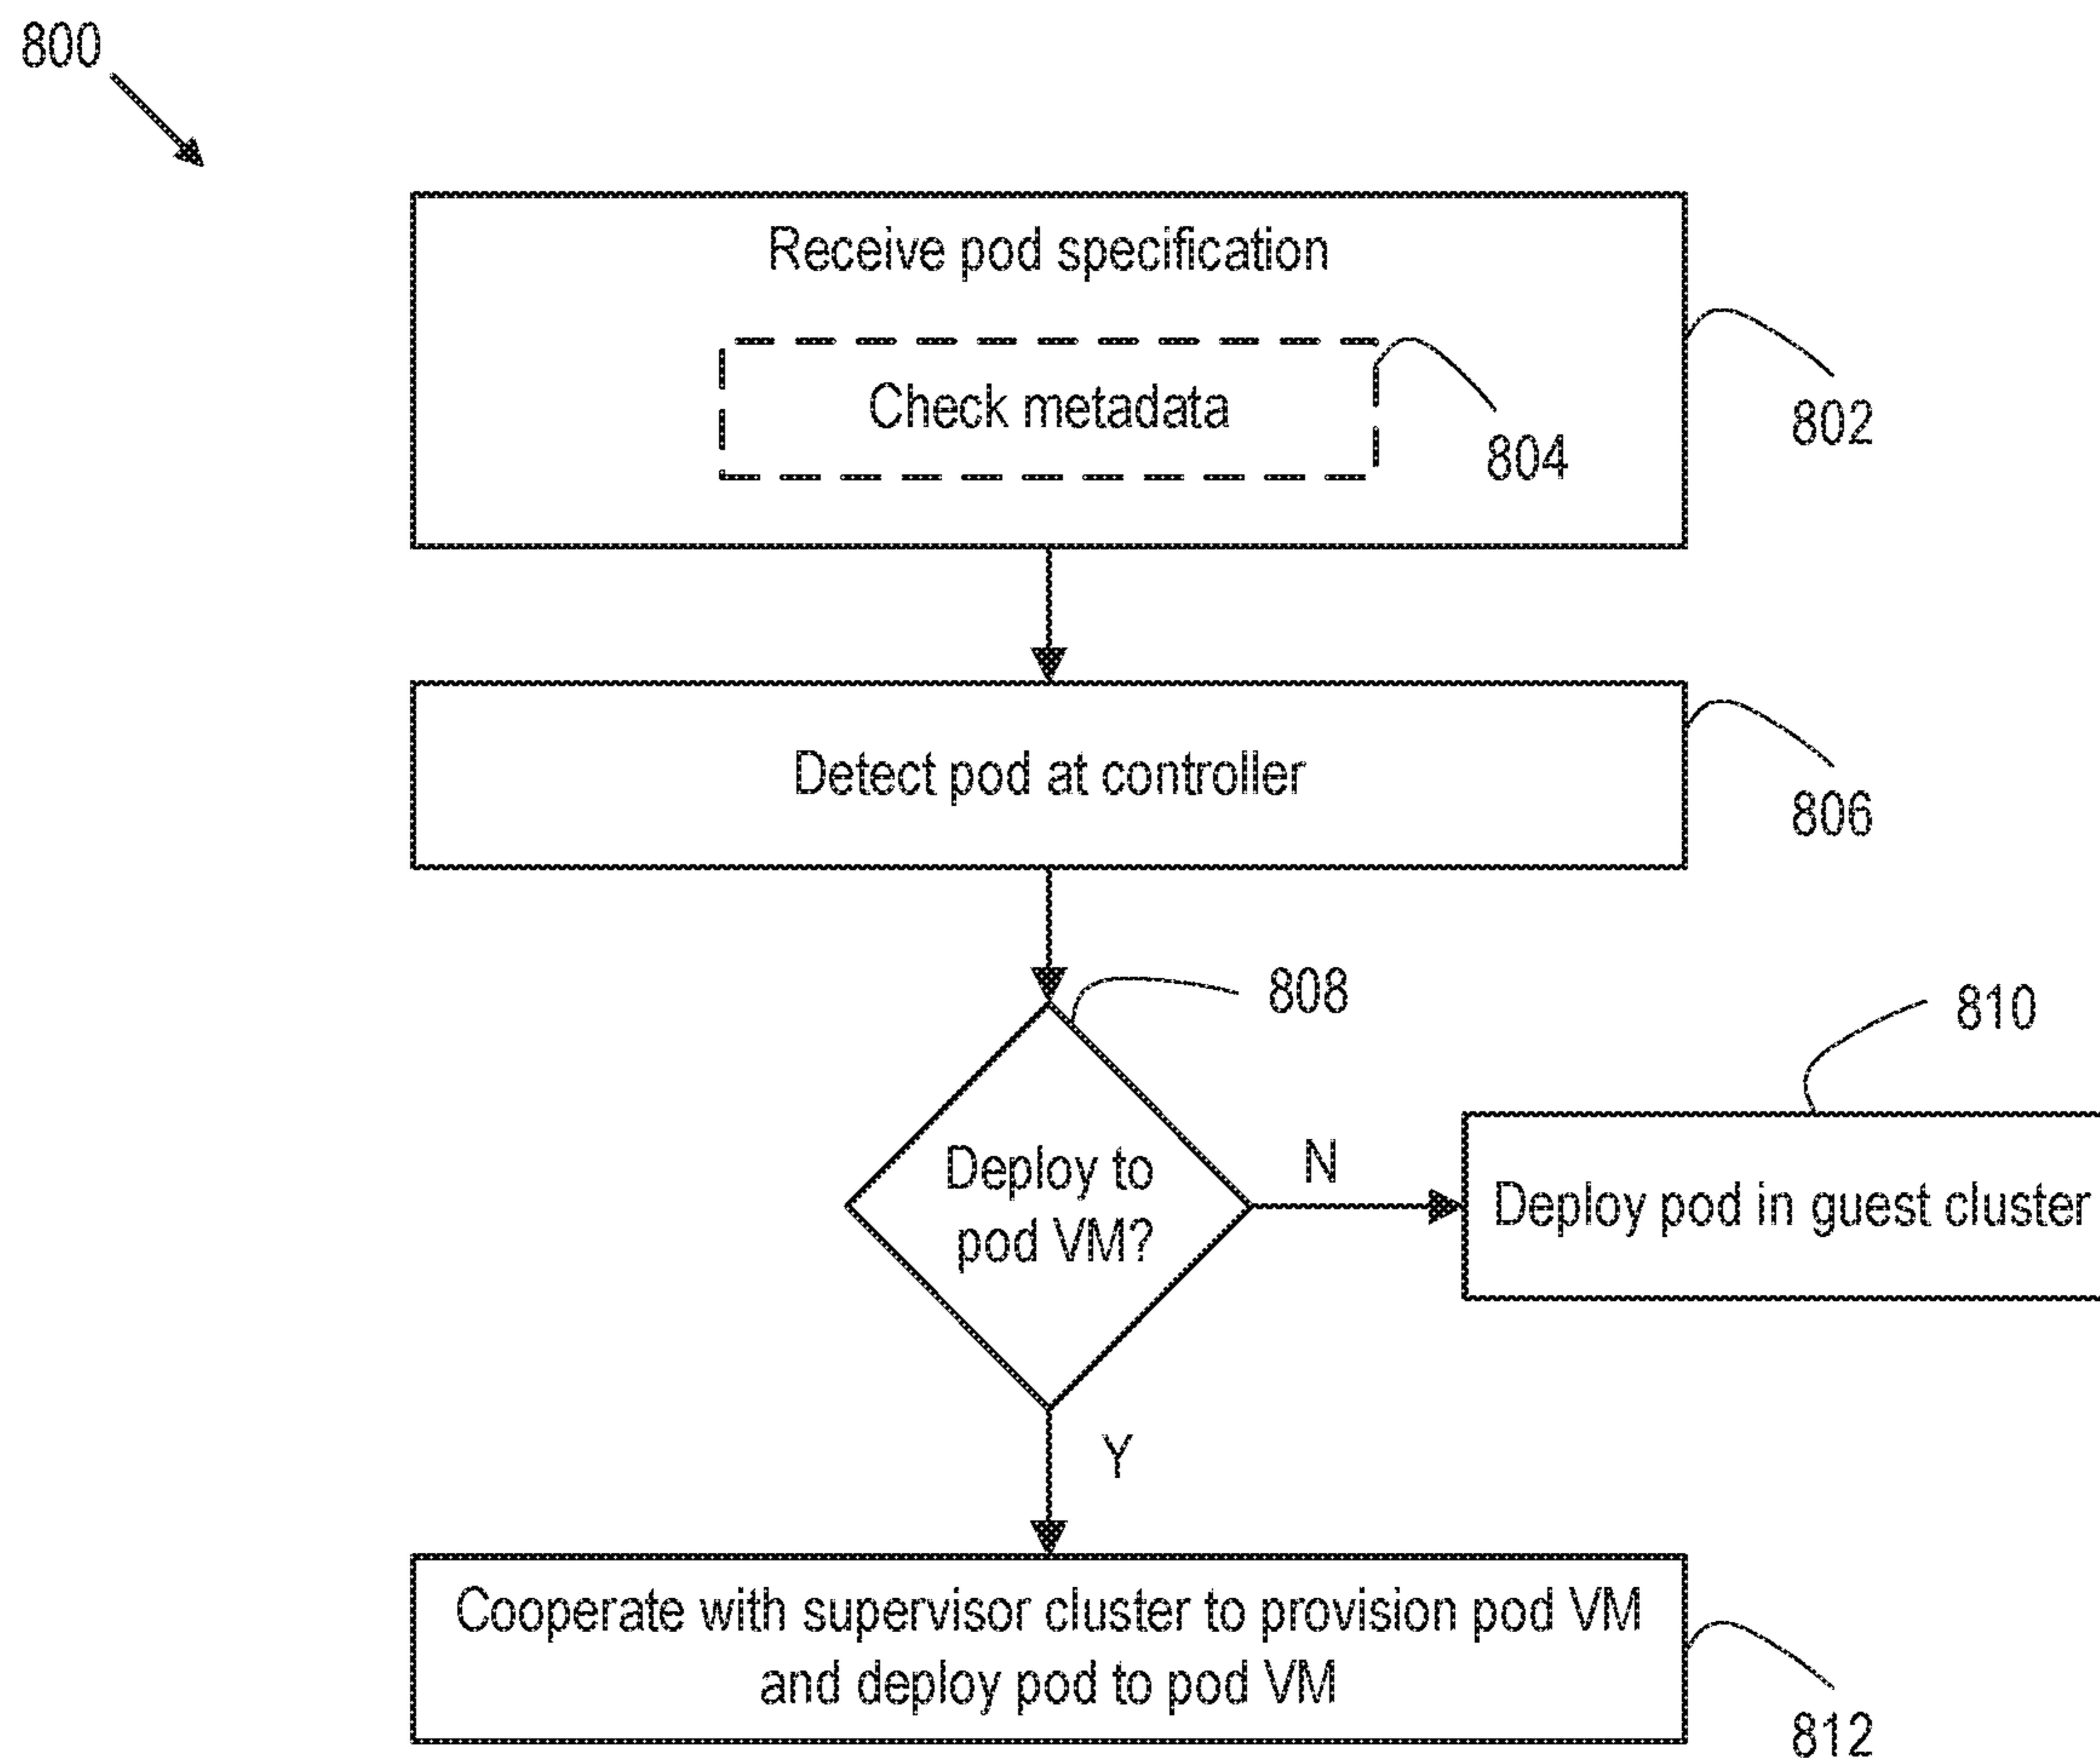 800
Receive pod specification
Check metadata
804
802
Detect pod at controller
806
808
810
Deploy to
pod VM?
N
Deploy pod in guest cluster
Y
Cooperate with supervisor cluster to provision pod VM
and deploy pod to pod VM
812